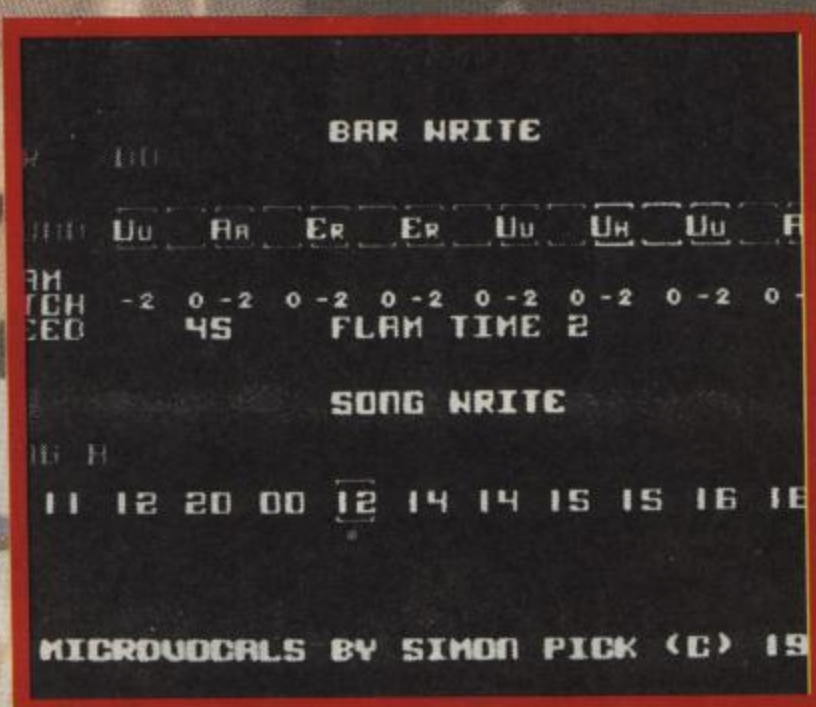 BAR WRITE
Uu AA ER ER Uu UH Uu
-2 0 -2 0 -2 0 -2 0 -2 0 -2 0 -2 0 -
45 FLAM TIME 2
SONG WRITE
11 12 20 00 12 14 14 15 15 16
MICROVOCALS BY SIMON PICK (C) 19